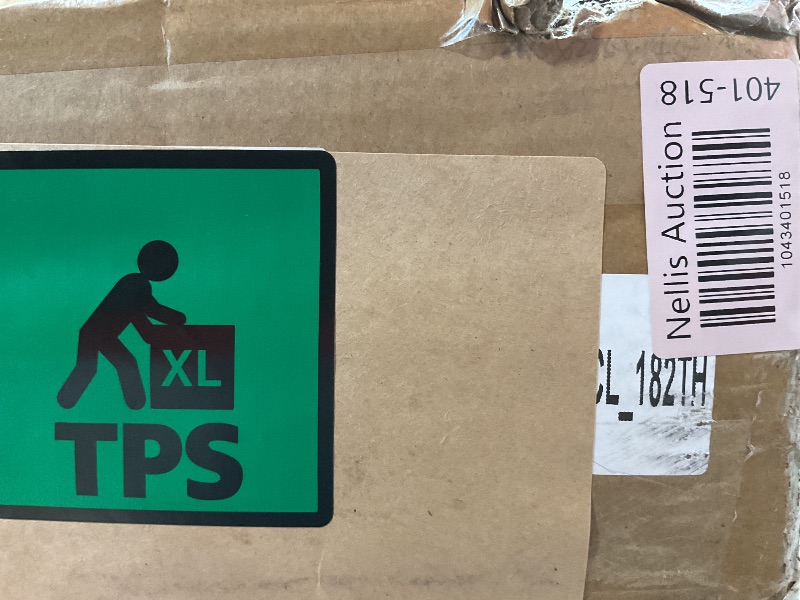 XL
TPS
CL_182TH
Nellis Auction
1043401518
401-518